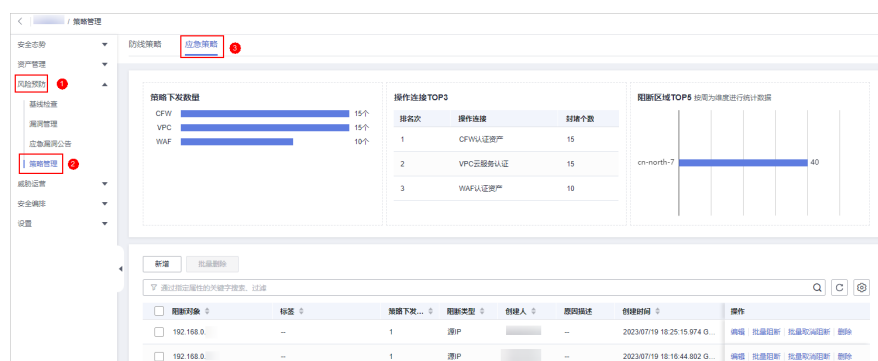 / 策略管理
安全态势
防线策略 应急策略 3
资产管理
风险预防 1
基线检查
漏洞管理
应急漏洞公告
策略管理 2
威胁运营
安全编排
设置
策略下发数量
CFW 15个
VPC 15个
WAF 10个
操作连接TOP3
排名次 操作连接 封堵个数
1 CFW认证资产 15
2 VPC云服务认证 15
3 WAF认证资产 10
阻断区域TOP5 按周为维度进行统计数据
cn-north-7 40
新增 批量删除
通过指定属性的关键字搜索、过滤
阻断对象 标签 策略下发... 阻断类型 创建人 原因描述 创建时间 操作
192.168.0. -- 1 源IP -- 2023/07/19 18:25:15.974 G... 编辑 批量阻断 批量取消阻断 删除
192.168.0. -- 1 源IP -- 2023/07/19 18:16:44.802 G... 编辑 批量阻断 批量取消阻断 删除